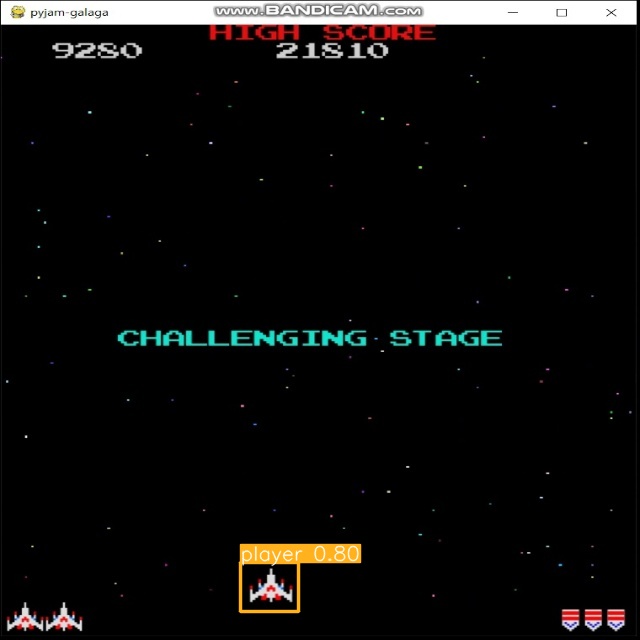 pyjam-galaga
www.BANDICAM.com
HIGH SCORE
9280 21810
CHALLENGING STAGE
player 0.80